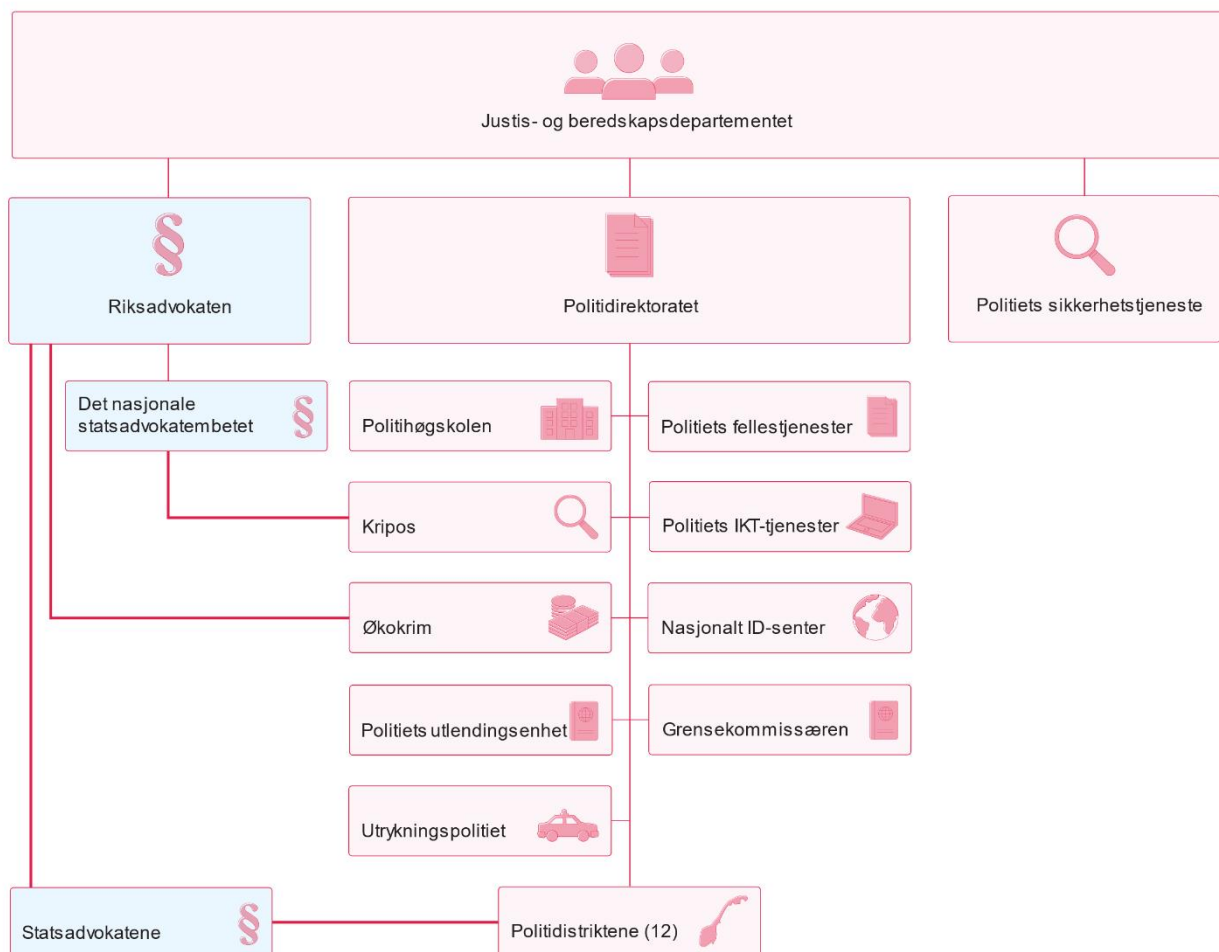 Justis- og beredskapsdepartementet
Riksadvokaten
Politidirektoratet
Politiets sikkerhetstjeneste
Det nasjonale
statsadvokatembetet
Politihøgskolen
Politiets fellestjenester
Kripos
Politiets IKT-tjenester
Økokrim
Nasjonalt ID-senter
Politiets utlendingsenhet
Grensekommissæren
Utrykningspolitiet
Statsadvokatene
Politidistriktene (12)